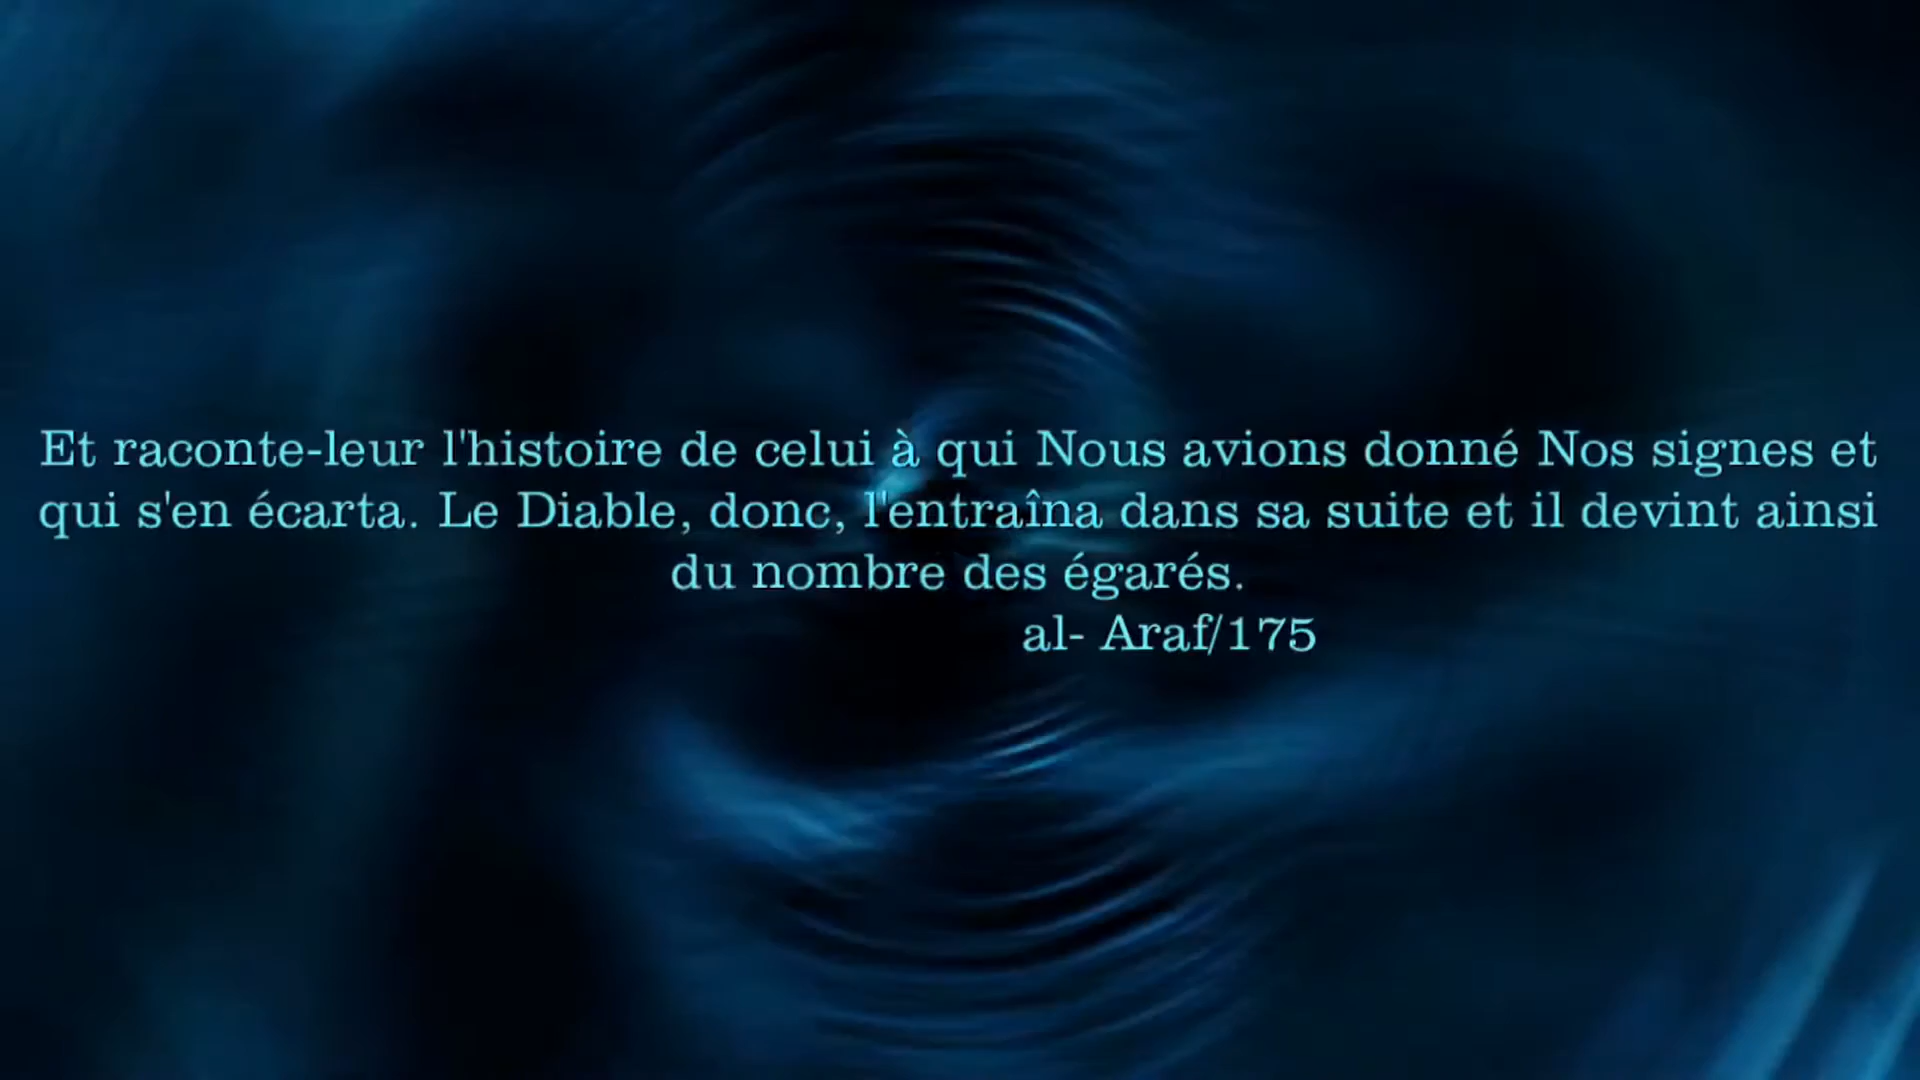 Et raconte-leur l'histoire de celui à qui Nous avions donné Nos signes et
qui s'en écarta. Le Diable, donc, l'entraîna dans sa suite et il devint ainsi
du nombre des égarés.
al- Araf/175